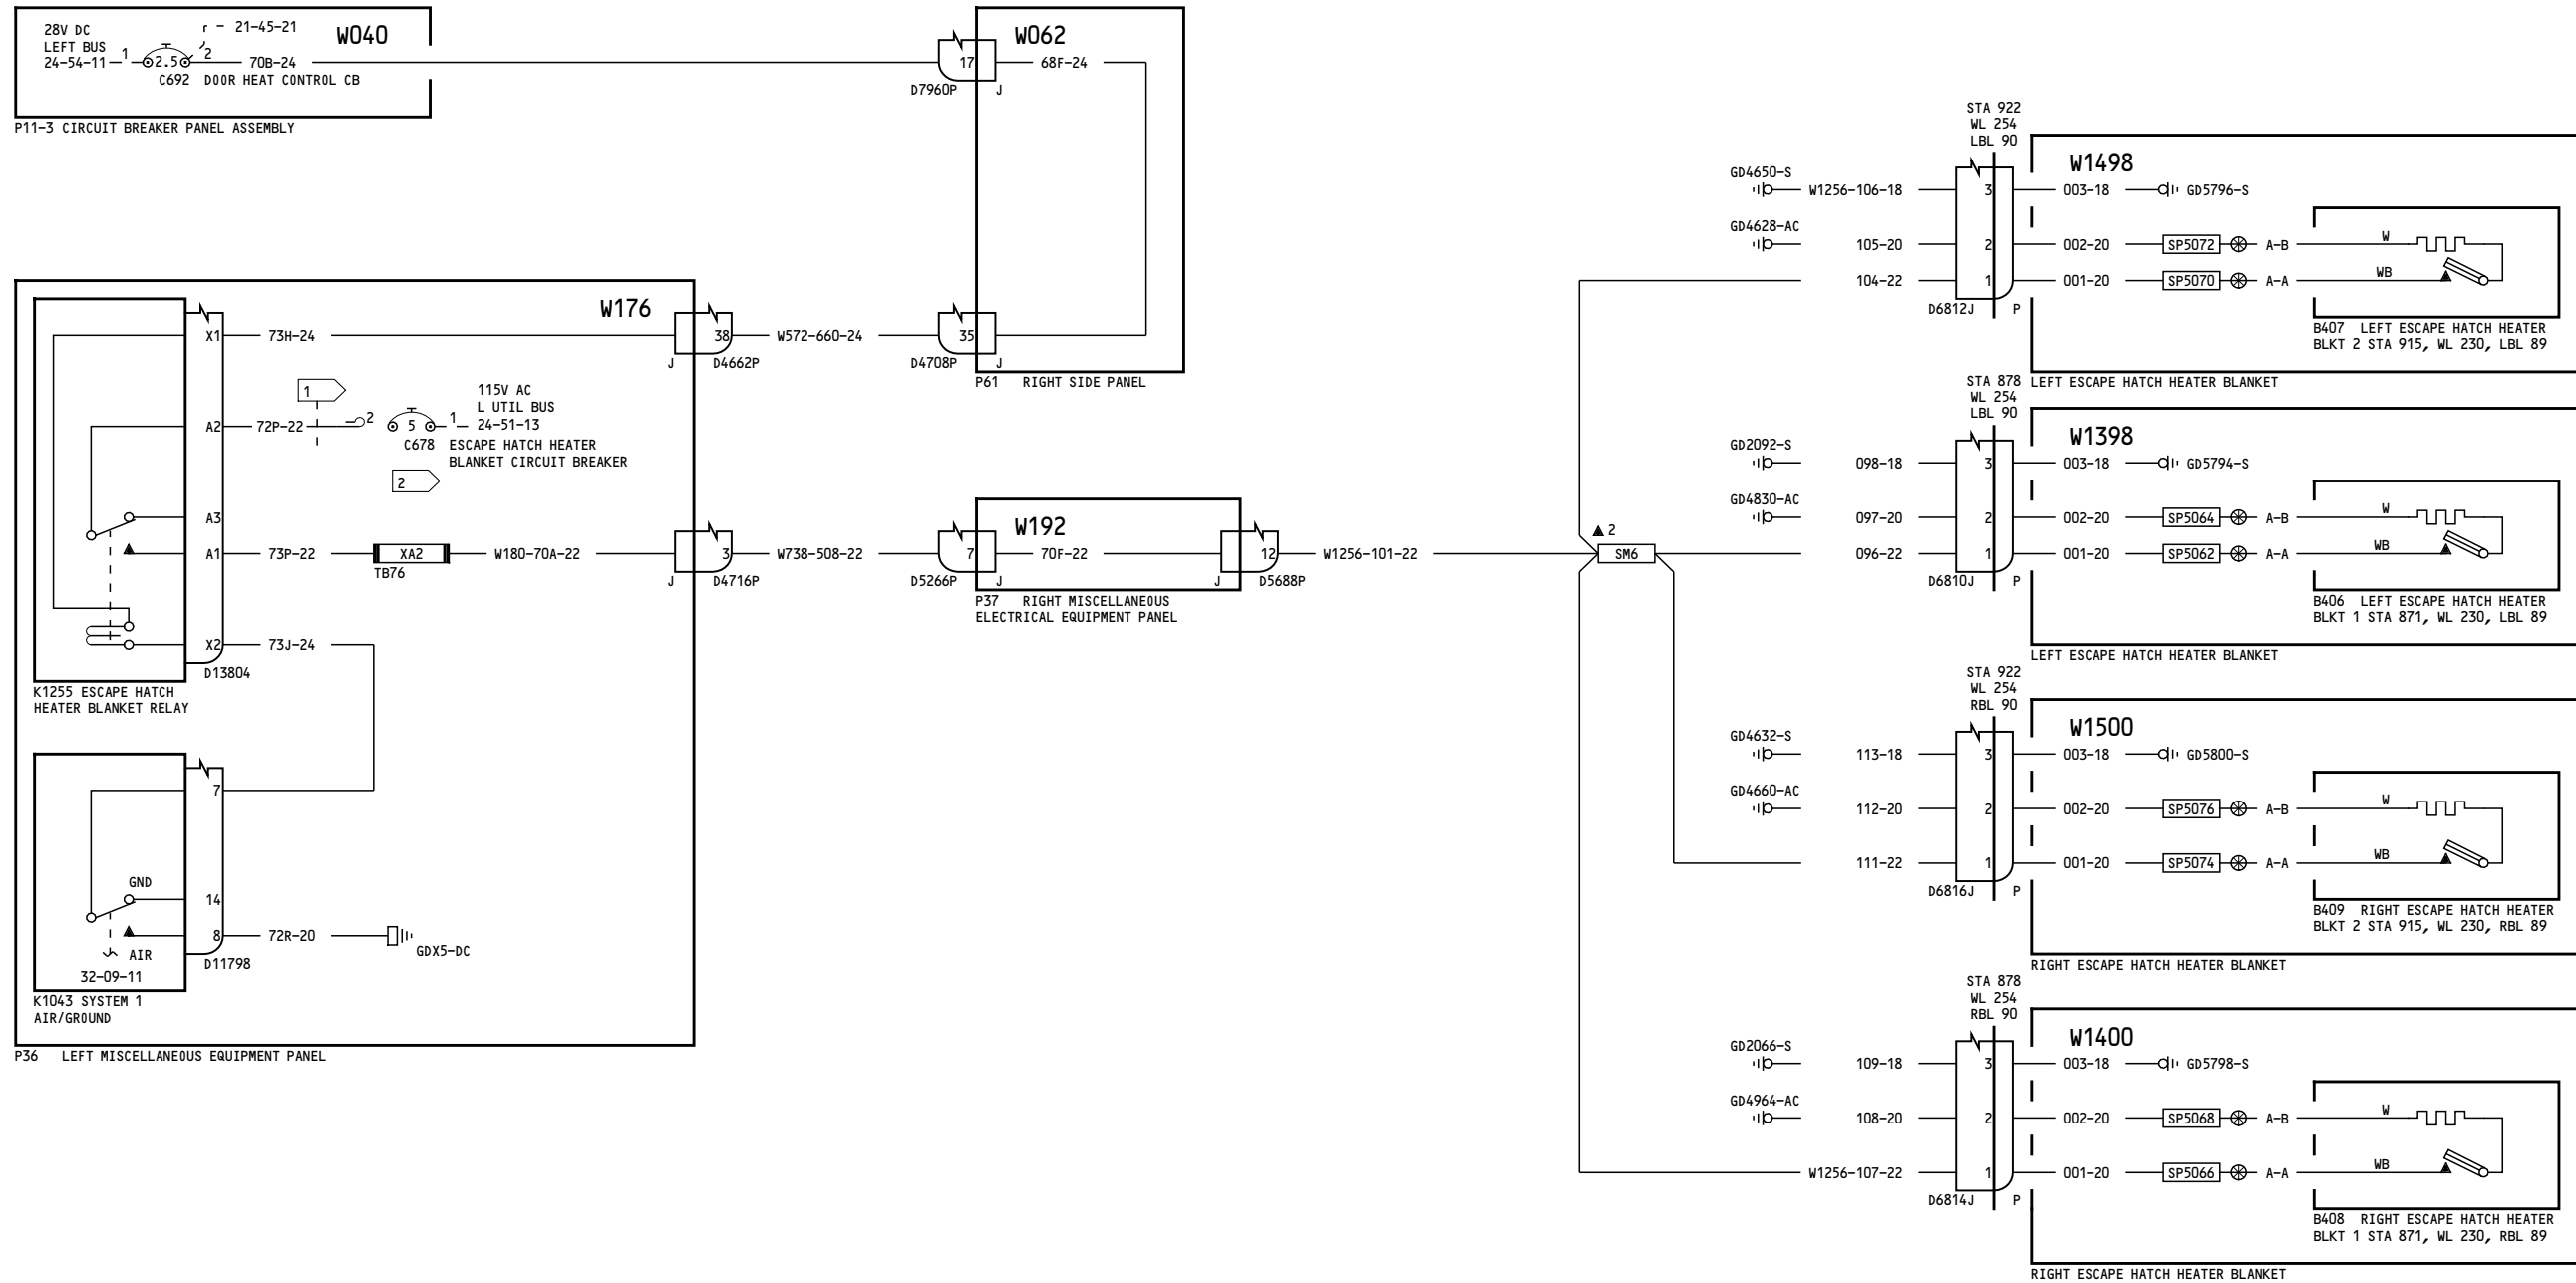 28V DC
LEFT BUS
24-54-11
1
2.5
2
r - 21-45-21
W040
70B-24
C692 DOOR HEAT CONTROL CB
P11-3 CIRCUIT BREAKER PANEL ASSEMBLY
17
D7960P
J
W062
68F-24
35
D4708P
J
P61 RIGHT SIDE PANEL
W176
X1
73H-24
38
J
D4662P
W572-660-24
1
A2
72P-22
2
5
1
115V AC
L UTIL BUS
24-51-13
C678 ESCAPE HATCH HEATER
BLANKET CIRCUIT BREAKER
2
A3
A1
73P-22
XA2
TB76
W180-70A-22
3
J
D4716P
W738-508-22
7
D5266P
J
W192
70F-22
12
J
D5688P
P37 RIGHT MISCELLANEOUS
ELECTRICAL EQUIPMENT PANEL
W1256-101-22
2
SM6
X2
73J-24
D13804
K1255 ESCAPE HATCH
HEATER BLANKET RELAY
7
GND
14
8
AIR
32-09-11
72R-20
GDX5-DC
D11798
K1043 SYSTEM 1
AIR/GROUND
P36 LEFT MISCELLANEOUS EQUIPMENT PANEL
STA 922
WL 254
LBL 90
W1498
GD4650-S
W1256-106-18
3
003-18
GD5796-S
GD4628-AC
105-20
2
002-20
SP5072
A-B
W
104-22
1
001-20
SP5070
A-A
WB
D6812J
P
B407 LEFT ESCAPE HATCH HEATER
BLKT 2 STA 915, WL 230, LBL 89
LEFT ESCAPE HATCH HEATER BLANKET
STA 878
WL 254
LBL 90
W1398
GD2092-S
098-18
3
003-18
GD5794-S
GD4830-AC
097-20
2
002-20
SP5064
A-B
W
096-22
1
001-20
SP5062
A-A
WB
D6810J
P
B406 LEFT ESCAPE HATCH HEATER
BLKT 1 STA 871, WL 230, LBL 89
LEFT ESCAPE HATCH HEATER BLANKET
STA 922
WL 254
RBL 90
W1500
GD4632-S
113-18
3
003-18
GD5800-S
GD4660-AC
112-20
2
002-20
SP5076
A-B
W
111-22
1
001-20
SP5074
A-A
WB
D6816J
P
B409 RIGHT ESCAPE HATCH HEATER
BLKT 2 STA 915, WL 230, RBL 89
RIGHT ESCAPE HATCH HEATER BLANKET
STA 878
WL 254
RBL 90
W1400
GD2066-S
109-18
3
003-18
GD5798-S
GD4964-AC
108-20
2
002-20
SP5068
A-B
W
W1256-107-22
1
001-20
SP5066
A-A
WB
D6814J
P
B408 RIGHT ESCAPE HATCH HEATER
BLKT 1 STA 871, WL 230, RBL 89
RIGHT ESCAPE HATCH HEATER BLANKET